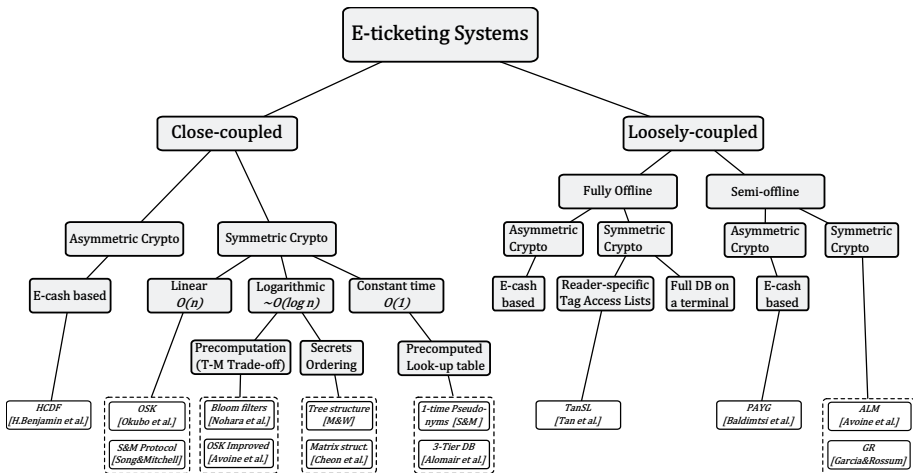 E-ticketing Systems
Close-coupled
Loosely-coupled
Fully Offline
Semi-offline
Asymmetric Crypto
Symmetric Crypto
Asymmetric
Crypto
Symmetric
Crypto
Asymmetric
Crypto
Symmetric
Crypto
E-cash based
Linear
O(n)
Logarithmic
~O(log n)
Constant time
O(1)
E-cash
based
Reader-specific
Tag Access Lists
Full DB on
a terminal
E-cash
based
Precomputation
(T-M Trade-off)
Secrets
Ordering
Precomputed
Look-up table
HCDF
[H.Benjamin et al.]
OSK
[Okubo et al.]
Bloom filters
[Nohara et al.]
Tree structure
[M&W]
1-time Pseudo-
nyms [S&M]
TanSL
[Tan et al.]
PAYG
[Baldimtsi et al.]
ALM
[Avoine et al.]
S&M Protocol
[Song&Mitchell]
OSK Improved
[Avoine et al.]
Matrix struct.
[Cheon et al.]
3-Tier DB
[Alomair et al.]
GR
[Garcia&Rossum]